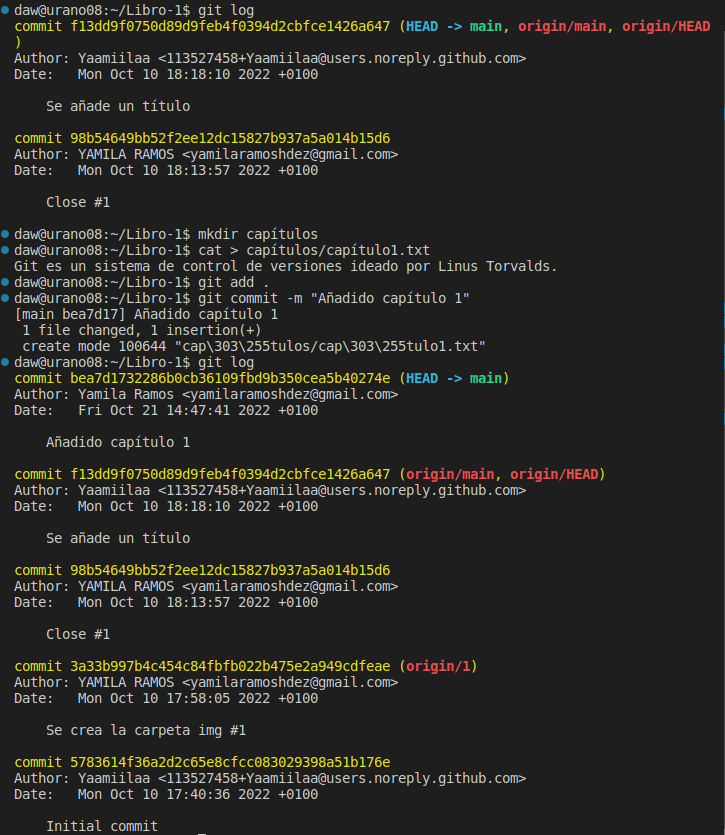 daw@urano08:~/Libro-1$ git log
commit f13dd9f0750d89d9feb4f0394d2cbfce1426a647 (HEAD -> main, origin/main, origin/HEAD
)
Author: Yaamiilaa <113527458+Yaamiilaa@users.noreply.github.com>
Date:   Mon Oct 10 18:18:10 2022 +0100
    Se añade un título
commit 98b54649bb52f2ee12dc15827b937a5a014b15d6
Author: YAMILA RAMOS <yamilaramoshdez@gmail.com>
Date:   Mon Oct 10 18:13:57 2022 +0100
    Close #1
daw@urano08:~/Libro-1$ mkdir capítulos
daw@urano08:~/Libro-1$ cat > capítulos/capítulo1.txt
Git es un sistema de control de versiones ideado por Linus Torvalds.
daw@urano08:~/Libro-1$ git add .
daw@urano08:~/Libro-1$ git commit -m "Añadido capítulo 1"
[main bea7d17] Añadido capítulo 1
 1 file changed, 1 insertion(+)
 create mode 100644 "cap\303\255tulos/cap\303\255tulo1.txt"
daw@urano08:~/Libro-1$ git log
commit bea7d1732286b0cb36109fbd9b350cea5b40274e (HEAD -> main)
Author: Yamila Ramos <yamilaramoshdez@gmail.com>
Date:   Fri Oct 21 14:47:41 2022 +0100
    Añadido capítulo 1
commit f13dd9f0750d89d9feb4f0394d2cbfce1426a647 (origin/main, origin/HEAD)
Author: Yaamiilaa <113527458+Yaamiilaa@users.noreply.github.com>
Date:   Mon Oct 10 18:18:10 2022 +0100
    Se añade un título
commit 98b54649bb52f2ee12dc15827b937a5a014b15d6
Author: YAMILA RAMOS <yamilaramoshdez@gmail.com>
Date:   Mon Oct 10 18:13:57 2022 +0100
    Close #1
commit 3a33b997b4c454c84fbfb022b475e2a949cdfeae (origin/1)
Author: YAMILA RAMOS <yamilaramoshdez@gmail.com>
Date:   Mon Oct 10 17:58:05 2022 +0100
    Se crea la carpeta img #1
commit 5783614f36a2d2c65e8cfcc083029398a51b176e
Author: Yaamiilaa <113527458+Yaamiilaa@users.noreply.github.com>
Date:   Mon Oct 10 17:40:36 2022 +0100
    Initial commit